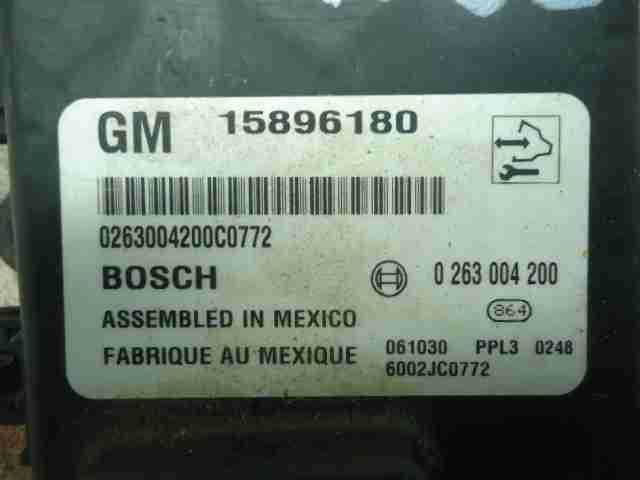 GM 15896180
0263004200C0772
BOSCH 0 263 004 200
864
ASSEMBLED IN MEXICO
FABRIQUE AU MEXIQUE 061030 PPL3 0248
6002JC0772